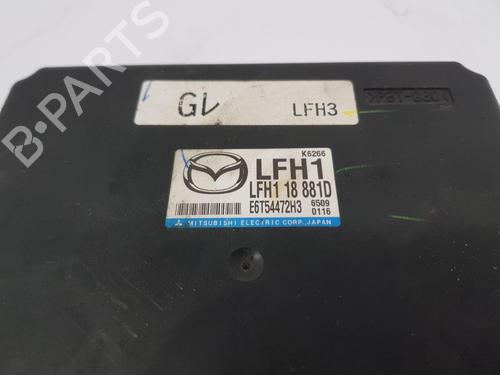 GL LFH3
K6266
LFH1
LFH1 18 881D
E6T54472H3 6509
0116
MITSUBISHI ELECTRIC CORP., JAPAN
B-PARTS